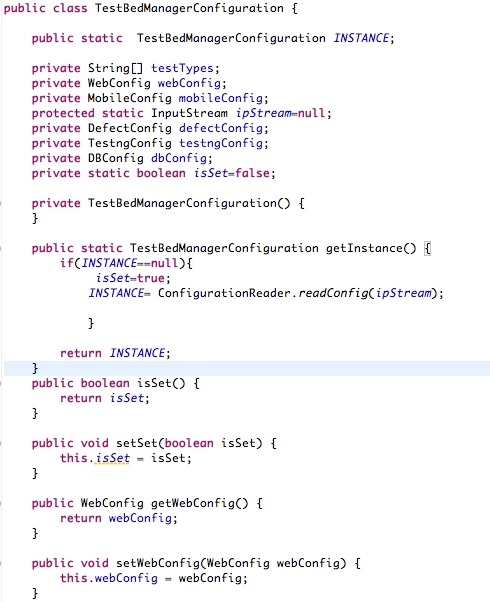 public class TestBedManagerConfiguration {
public static  TestBedManagerConfiguration INSTANCE;
private String[] testTypes;
private WebConfig webConfig;
private MobileConfig mobileConfig;
protected static InputStream ipStream=null;
private DefectConfig defectConfig;
private TestngConfig testngConfig;
private DBConfig dbConfig;
private static boolean isSet=false;
private TestBedManagerConfiguration() {
}
public static TestBedManagerConfiguration getInstance() {
if(INSTANCE==null){
isSet=true;
INSTANCE= ConfigurationReader.readConfig(ipStream);
}
return INSTANCE;
}
public boolean isSet() {
return isSet;
}
public void setSet(boolean isSet) {
this.isSet = isSet;
}
public WebConfig getWebConfig() {
return webConfig;
}
public void setWebConfig(WebConfig webConfig) {
this.webConfig = webConfig;
}